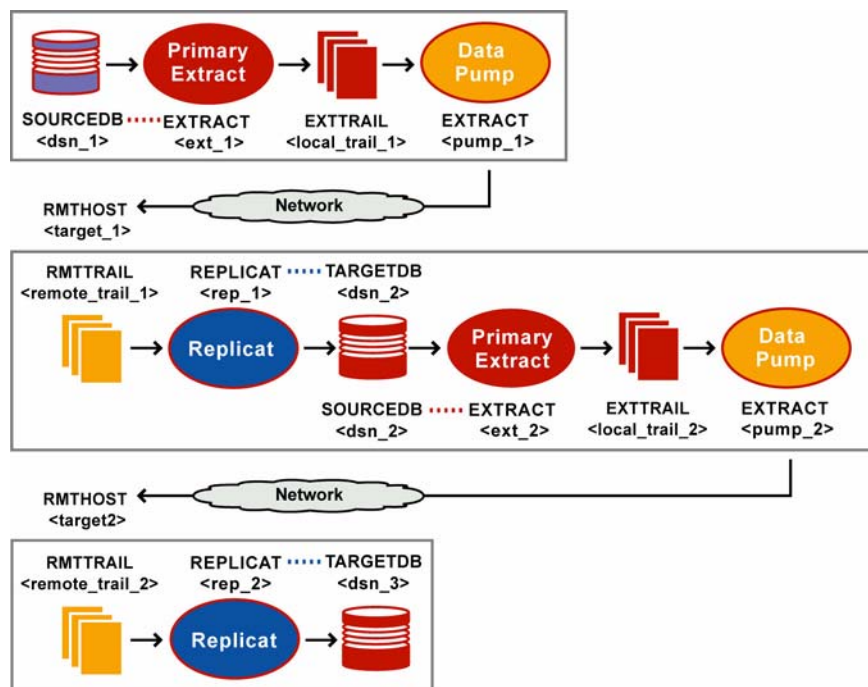 Primary
Extract
Data
Pump
SOURCEDB
<dsn_1>
EXTRACT
<ext_1>
EXTTRAIL
<local_trail_1>
EXTRACT
<pump_1>
RMTHOST
<target_1>
Network
RMTTRAIL
<remote_trail_1>
REPLICAT
<rep_1>
TARGETDB
<dsn_2>
Replicat
Primary
Extract
Data
Pump
SOURCEDB
<dsn_2>
EXTRACT
<ext_2>
EXTTRAIL
<local_trail_2>
EXTRACT
<pump_2>
RMTHOST
<target2>
Network
RMTTRAIL
<remote_trail_2>
REPLICAT
<rep_2>
TARGETDB
<dsn_3>
Replicat